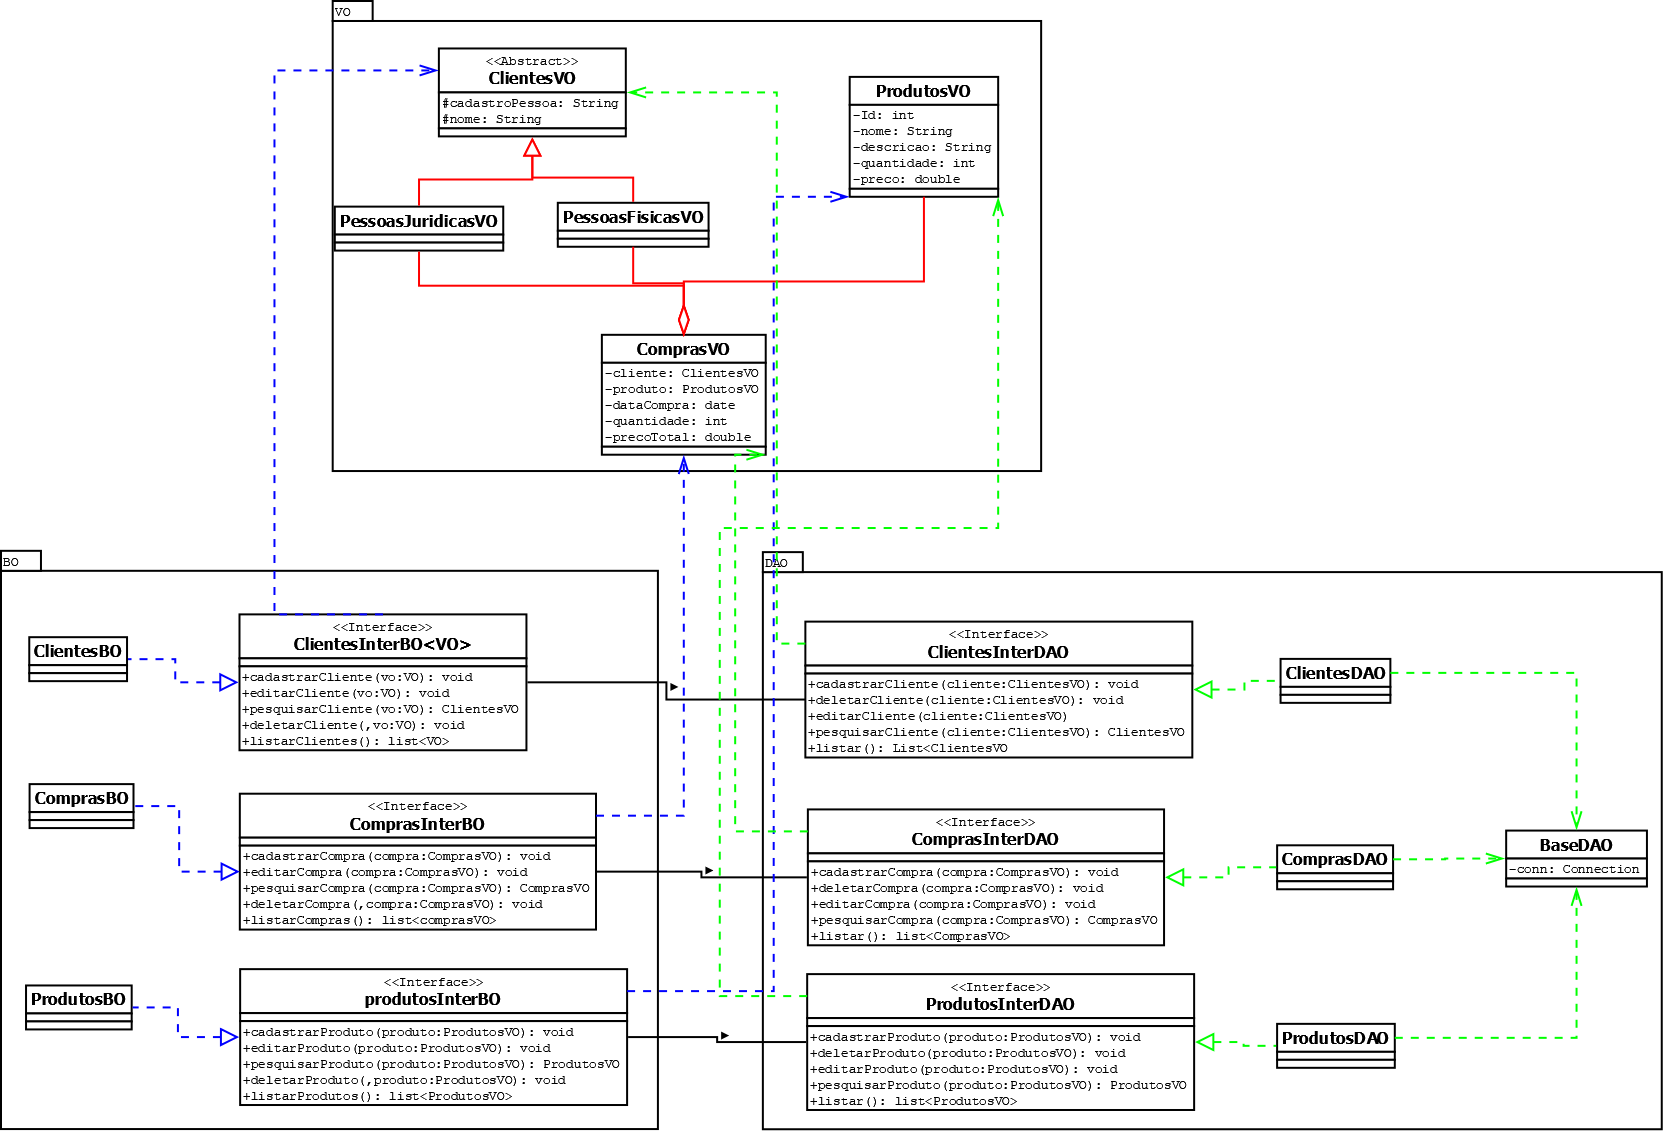 VO
<<Abstract>>
ClientesVO
#cadastroPessoa: String
#nome: String
ProdutosVO
-Id: int
-nome: String
-descricao: String
-quantidade: int
-preco: double
PessoasJuridicasVO
PessoasFisicasVO
ComprasVO
-cliente: ClientesVO
-produto: ProdutosVO
-dataCompra: date
-quantidade: int
-precoTotal: double
BO
ClientesBO
<<Interface>>
ClientesInterBO<VO>
+cadastrarCliente(vo:VO): void
+editarCliente(vo:VO): void
+pesquisarCliente(vo:VO): ClientesVO
+deletarCliente(,vo:VO): void
+listarClientes(): list<VO>
ComprasBO
<<Interface>>
ComprasInterBO
+cadastrarCompra(compra:ComprasVO): void
+editarCompra(compra:ComprasVO): void
+pesquisarCompra(compra:ComprasVO): ComprasVO
+deletarCompra(,compra:ComprasVO): void
+listarCompras(): list<comprasVO>
ProdutosBO
<<Interface>>
produtosInterBO
+cadastrarProduto(produto:ProdutosVO): void
+editarProduto(produto:ProdutosVO): void
+pesquisarProduto(produto:ProdutosVO): ProdutosVO
+deletarProduto(,produto:ProdutosVO): void
+listarProdutos(): list<ProdutosVO>
DAO
<<Interface>>
ClientesInterDAO
+cadastrarCliente(cliente:ClientesVO): void
+deletarCliente(cliente:ClientesVO): void
+editarCliente(cliente:ClientesVO)
+pesquisarCliente(cliente:ClientesVO): ClientesVO
+listar(): List<ClientesVO
ClientesDAO
<<Interface>>
ComprasInterDAO
+cadastrarCompra(compra:ComprasVO): void
+deletarCompra(compra:ComprasVO): void
+editarCompra(compra:ComprasVO): void
+pesquisarCompra(compra:ComprasVO): ComprasVO
+listar(): list<ComprasVO>
ComprasDAO
BaseDAO
-conn: Connection
<<Interface>>
ProdutosInterDAO
+cadastrarProduto(produto:ProdutosVO): void
+deletarProduto(produto:ProdutosVO): void
+editarProduto(produto:ProdutosVO): void
+pesquisarProduto(produto:ProdutosVO): ProdutosVO
+listar(): list<ProdutosVO>
ProdutosDAO